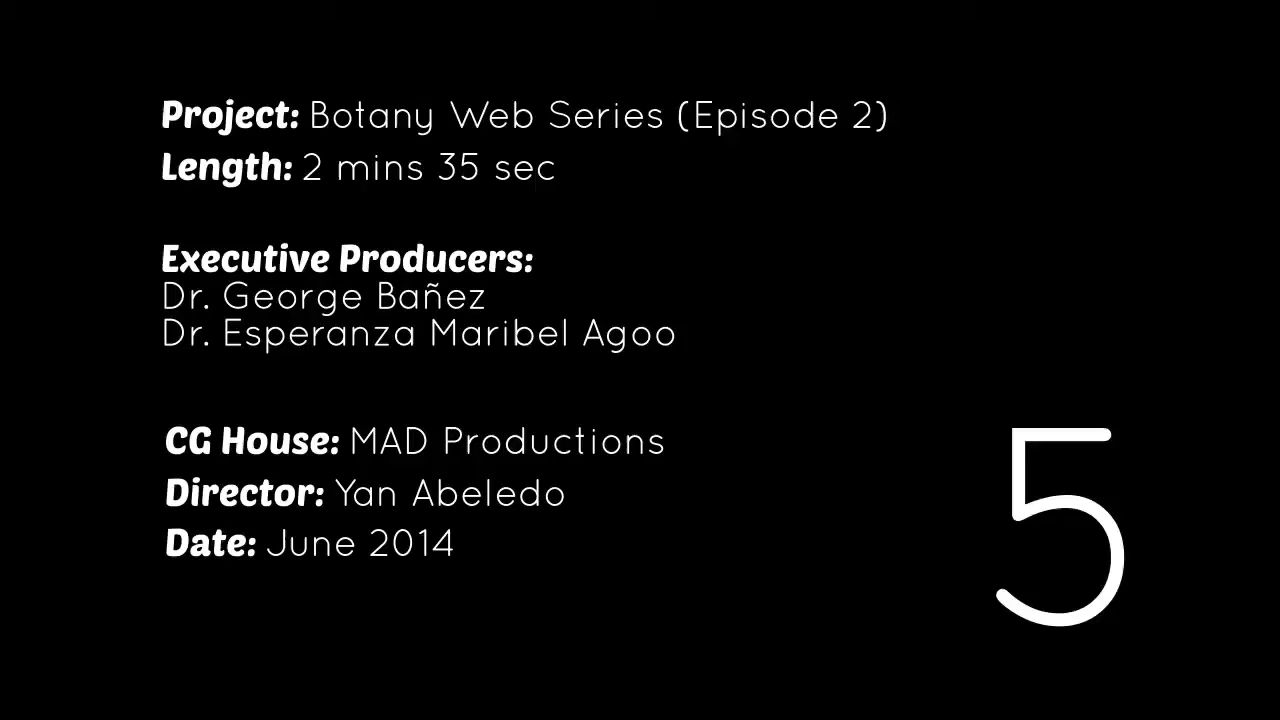 Project: Botany Web Series (Episode 2)
Length: 2 mins 35 sec
Executive Producers:
Dr. George Bañez
Dr. Esperanza Maribel Agoo
CG House: MAD Productions
Director: Yan Abeledo
Date: June 2014
5